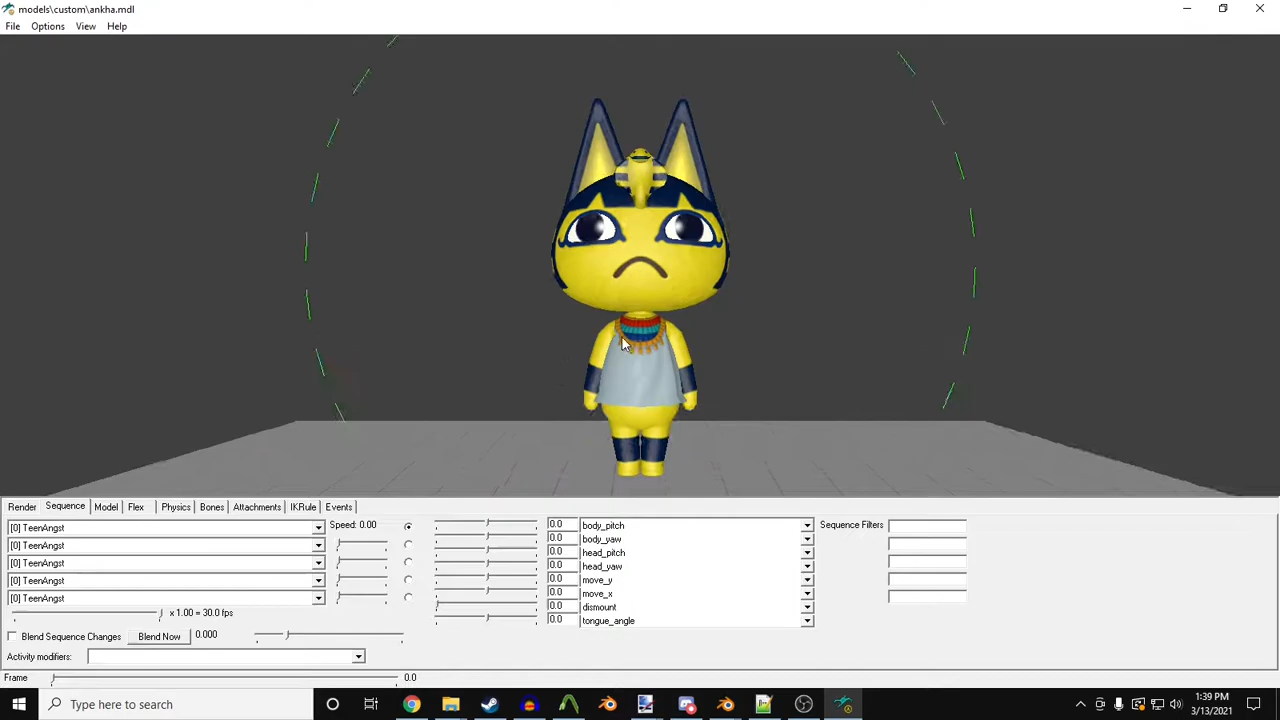 models\custom\ankha.mdl
File Options View Help
Render Sequence Model Flex Physics Bones Attachments IKRule Events
[0] TeenAngst Speed: 0.00 0.0 body_pitch Sequence Filters
[0] TeenAngst 0.0 body_yaw
[0] TeenAngst 0.0 head_pitch
[0] TeenAngst 0.0 head_yaw
[0] TeenAngst 0.0 move_y
0.0 move_x
x 1.00 = 30.0 fps 0.0 dismount
0.0 tongue_angle
Blend Sequence Changes Blend Now 0.000
Activity modifiers:
Frame 0.0
Type here to search
1:39 PM
3/13/2021